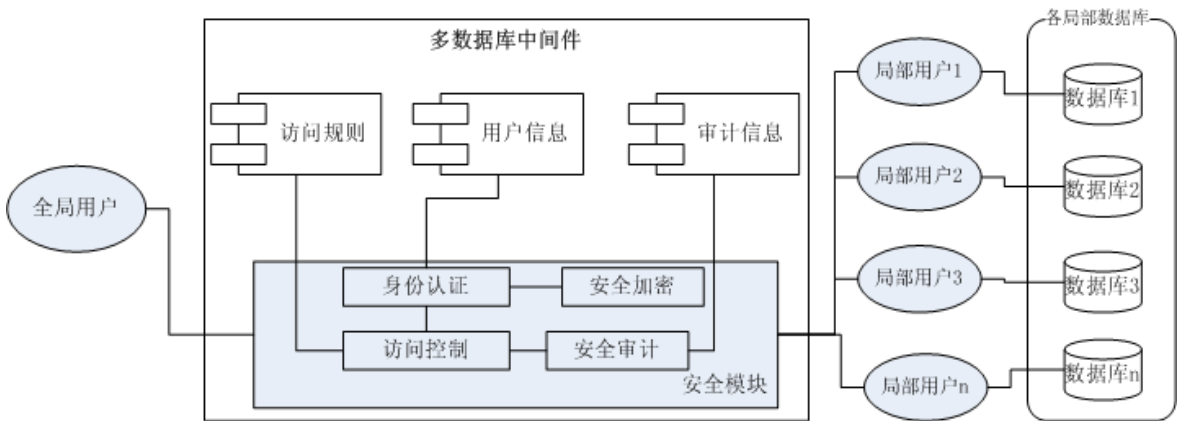 各局部数据库
多数据库中间件
局部用户1
数据库1
访问规则
用户信息
审计信息
局部用户2
数据库2
全局用户
身份认证
安全加密
局部用户3
数据库3
访问控制
安全审计
安全模块
局部用户n
数据库n